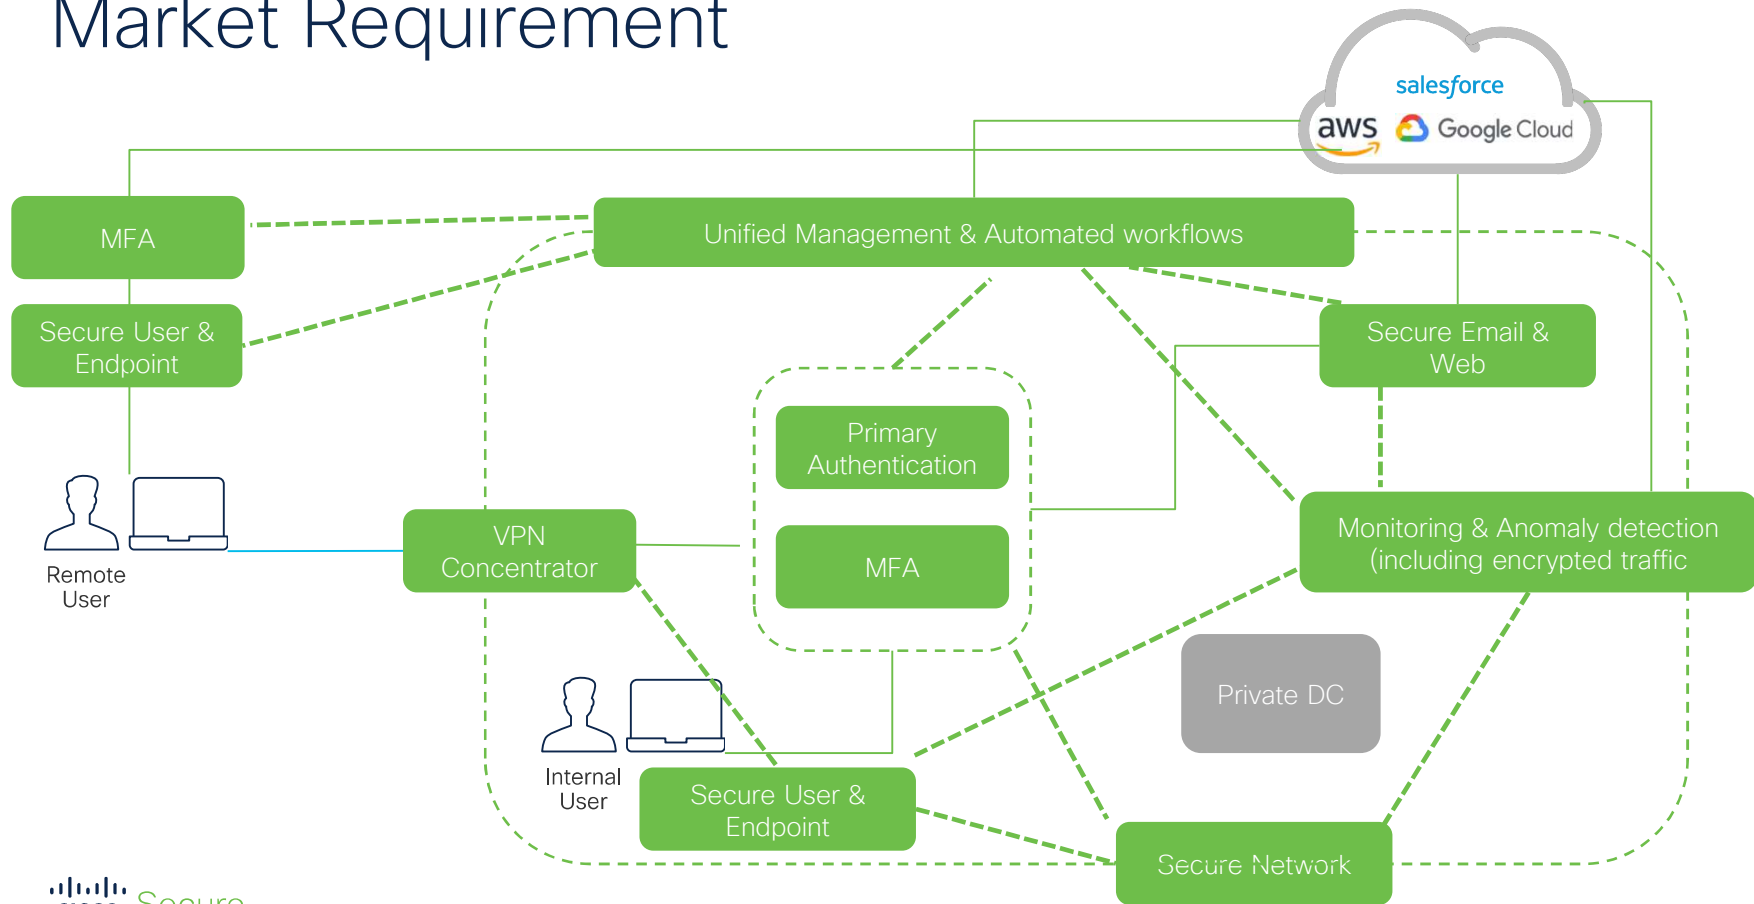 Market Requirement
salesforce
aws Google Cloud
MFA
Unified Management & Automated workflows
Secure User &
Endpoint
Secure Email &
Web
Primary
Authentication
VPN
Concentrator
MFA
Monitoring & Anomaly detection
(including encrypted traffic
Remote
User
Private DC
Internal
User
Secure User &
Endpoint
Secure Network
Secure